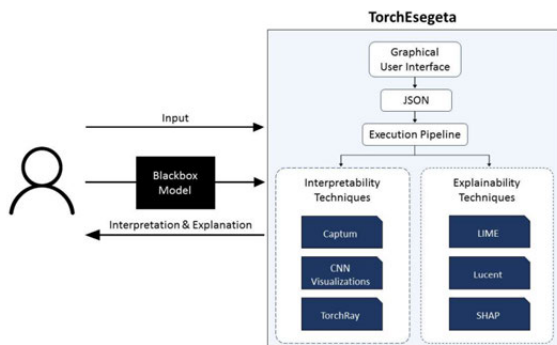 TorchEsegeta
Graphical
User Interface
JSON
Execution Pipeline
Input
Blackbox
Model
Interpretation & Explanation
Interpretability
Techniques
Captum
CNN
Visualizations
TorchRay
Explainability
Techniques
LIME
Lucent
SHAP